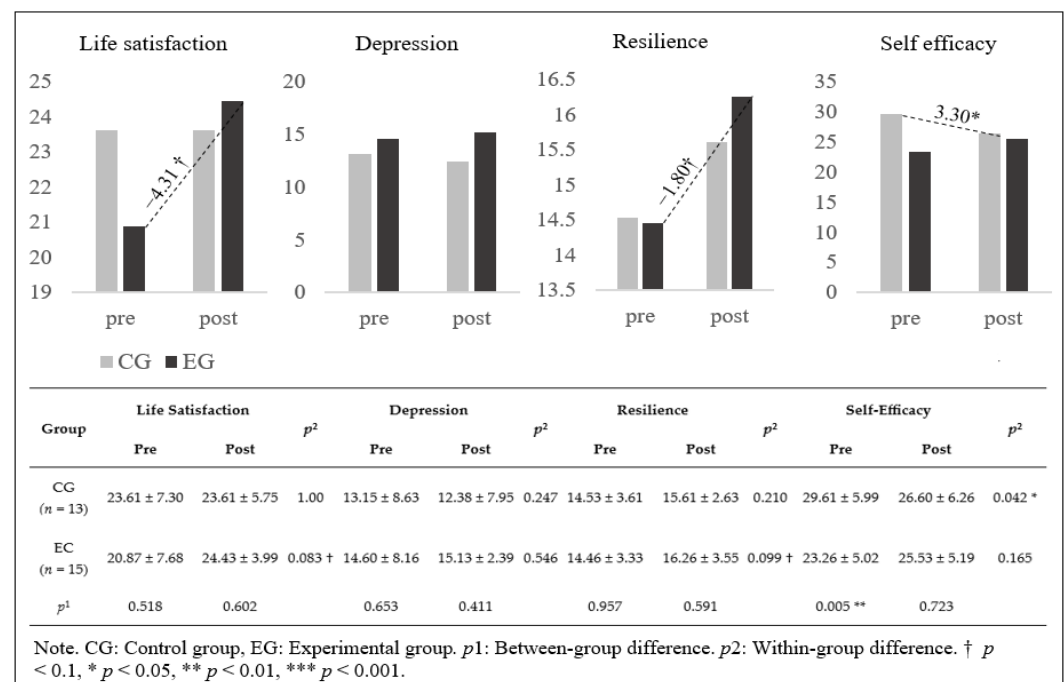 Life satisfaction
Depression
Resilience
Self efficacy
25
24
23
22
21
20
19
−4.31 †
pre
post
20
15
10
5
0
pre
post
16.5
16
15.5
15
14.5
14
13.5
−1.80†
pre
post
35
30
25
20
15
10
5
0
3.30*
pre
post
CG EG
Group Life Satisfaction p² Depression p² Resilience p² Self-Efficacy p²
Pre Post Pre Post Pre Post Pre Post
CG (n = 13) 23.61 ± 7.30 23.61 ± 5.75 1.00 13.15 ± 8.63 12.38 ± 7.95 0.247 14.53 ± 3.61 15.61 ± 2.63 0.210 29.61 ± 5.99 26.60 ± 6.26 0.042 *
EC (n = 15) 20.87 ± 7.68 24.43 ± 3.99 0.083 † 14.60 ± 8.16 15.13 ± 2.39 0.546 14.46 ± 3.33 16.26 ± 3.55 0.099 † 23.26 ± 5.02 25.53 ± 5.19 0.165
p¹ 0.518 0.602 0.653 0.411 0.957 0.591 0.005 ** 0.723
Note. CG: Control group, EG: Experimental group. p1: Between-group difference. p2: Within-group difference. † p
< 0.1, * p < 0.05, ** p < 0.01, *** p < 0.001.